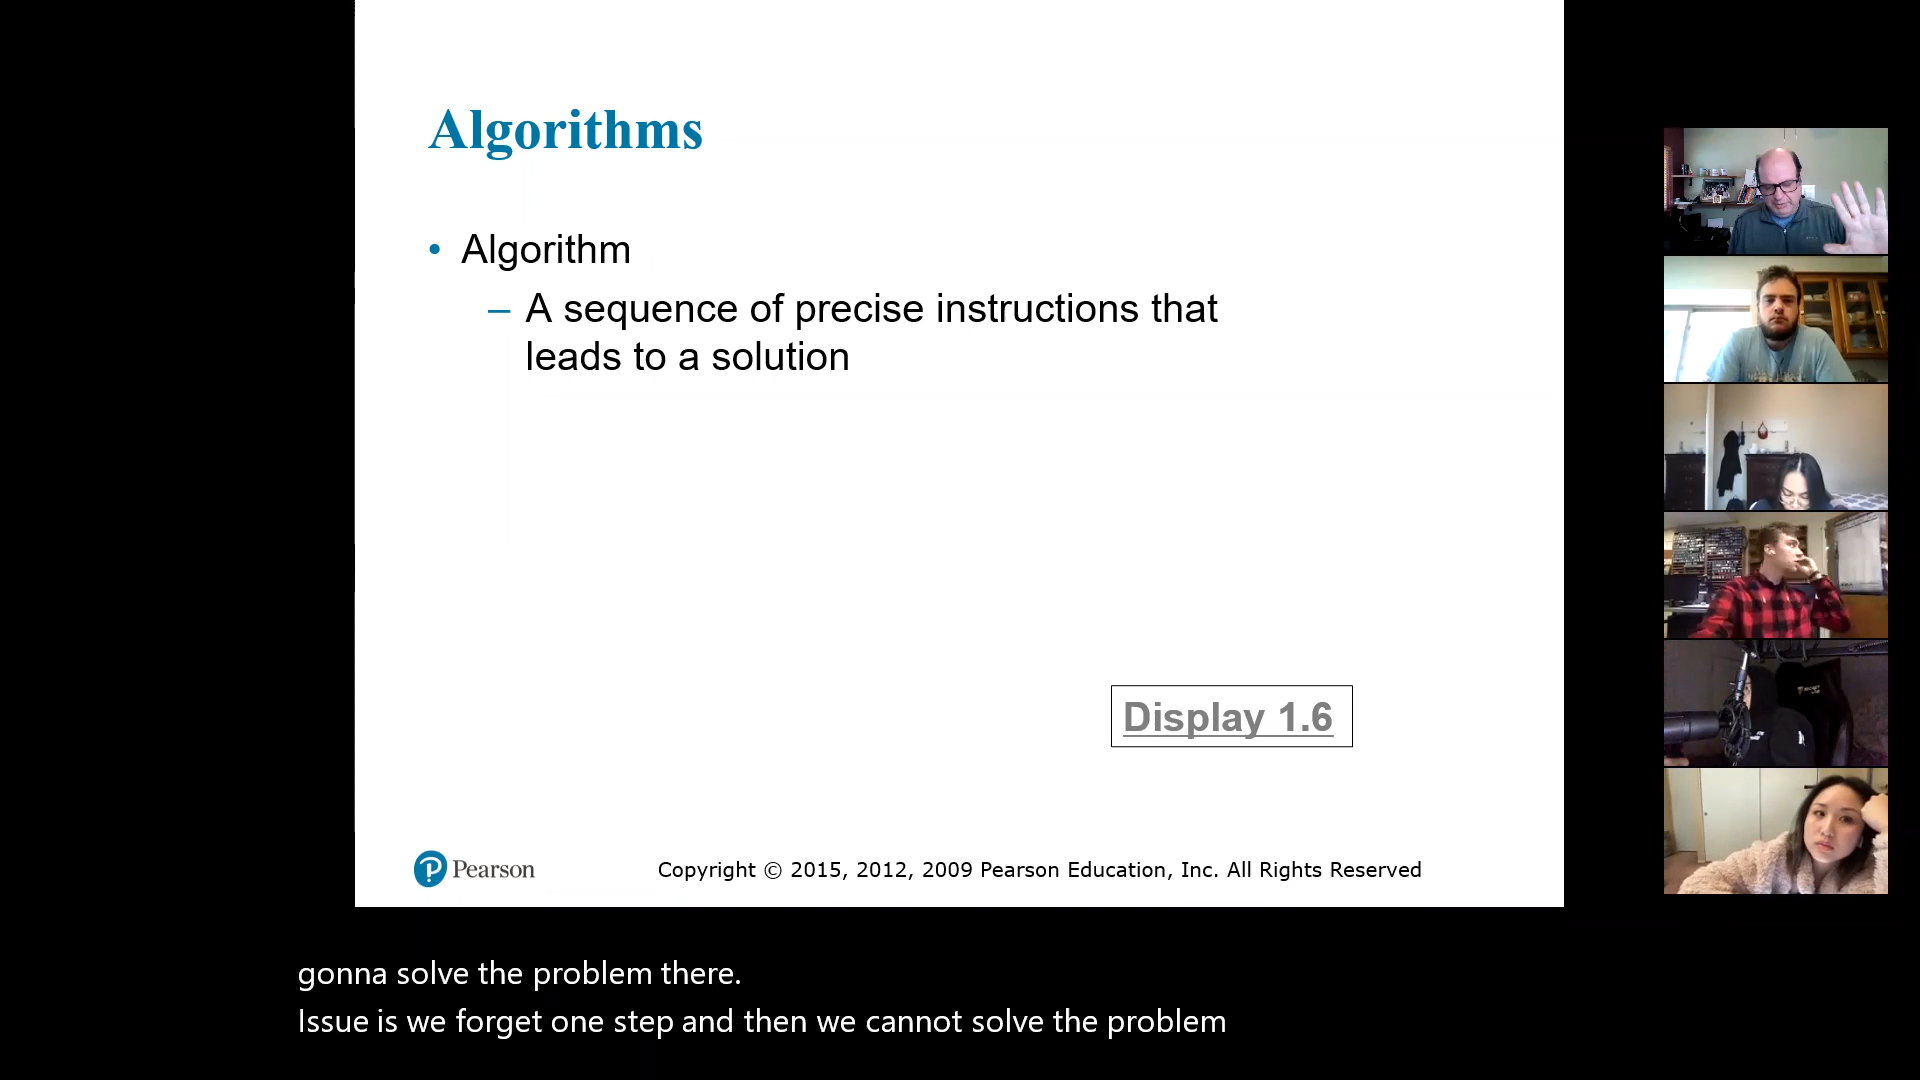 Algorithms
• Algorithm
– A sequence of precise instructions that
leads to a solution
Display 1.6
Pearson
Copyright © 2015, 2012, 2009 Pearson Education, Inc. All Rights Reserved
gonna solve the problem there.
Issue is we forget one step and then we cannot solve the problem